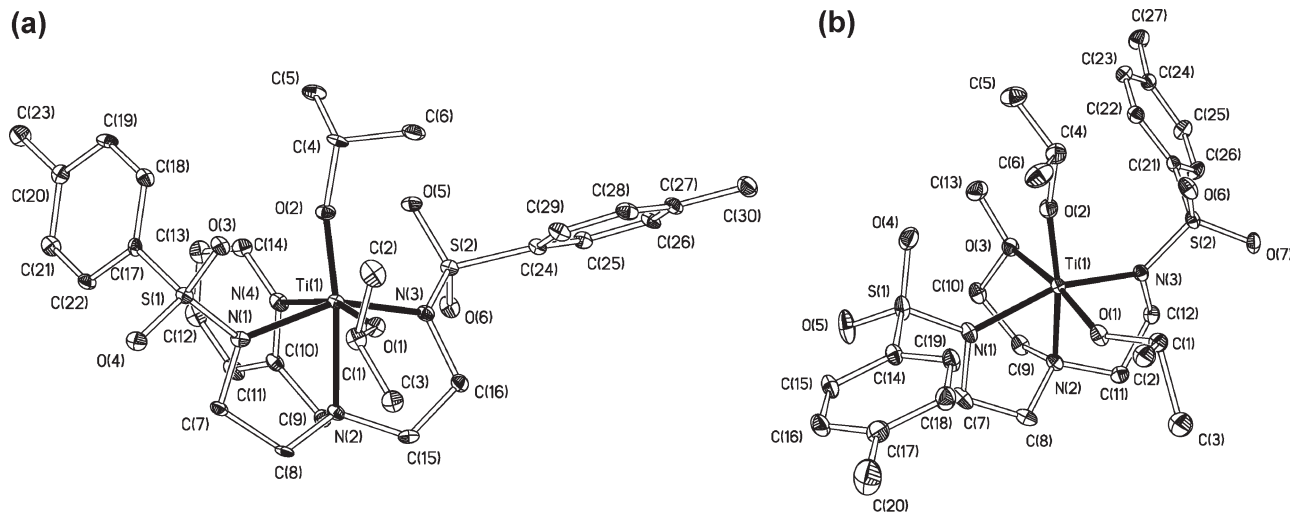 (a)
C(5)
C(6)
C(4)
C(23)
C(19)
C(18)
C(20)
O(2)
O(5)
C(28)
C(27)
C(29)
C(30)
C(13)
O(3)
C(14)
C(2)
S(2)
C(26)
C(21)
C(17)
C(24)
C(25)
C(22)
S(1)
N(4)
Ti(1)
N(3)
N(1)
O(6)
O(4)
C(12)
C(10)
O(1)
C(1)
C(11)
C(3)
C(16)
C(7)
C(9)
N(2)
C(8)
C(15)
(b)
C(27)
C(23)
C(24)
C(5)
C(22)
C(25)
C(4)
C(6)
C(21)
C(26)
C(13)
O(6)
O(2)
O(4)
O(3)
S(2)
O(7)
Ti(1)
N(3)
C(10)
S(1)
C(12)
O(5)
O(1)
C(1)
N(1)
C(19)
C(9)
C(2)
C(14)
N(2)
C(11)
C(15)
C(7)
C(18)
C(8)
C(3)
C(16)
C(17)
C(20)